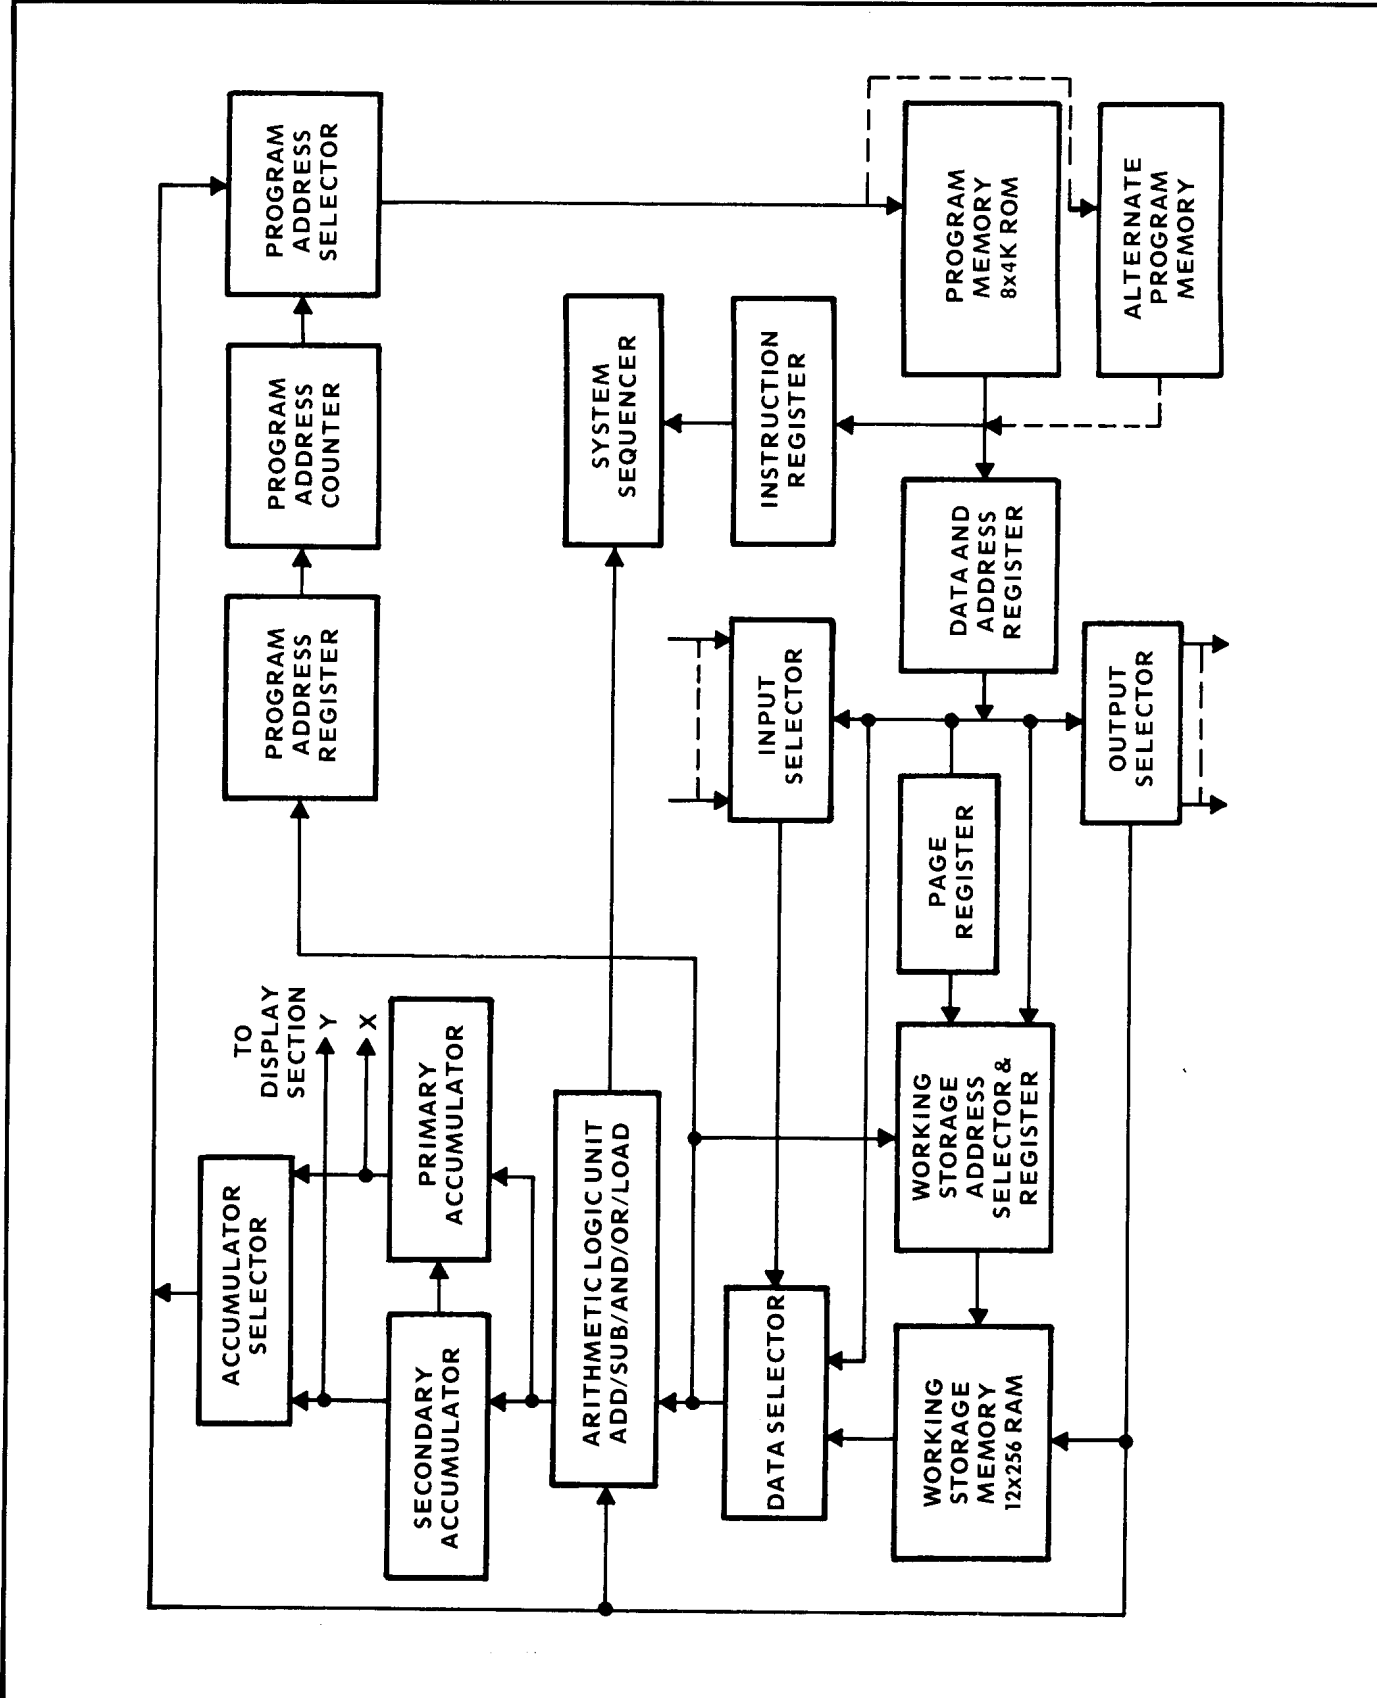 PROGRAM
ADDRESS
SELECTOR
PROGRAM
ADDRESS
COUNTER
PROGRAM
ADDRESS
REGISTER
TO
DISPLAY
SECTION
Y
X
ACCUMULATOR
SELECTOR
PRIMARY
ACCUMULATOR
SECONDARY
ACCUMULATOR
SYSTEM
SEQUENCER
ARITHMETIC LOGIC UNIT
ADD/SUB/AND/OR/LOAD
INSTRUCTION
REGISTER
INPUT
SELECTOR
DATA SELECTOR
PROGRAM
MEMORY
8x4K ROM
ALTERNATE
PROGRAM
MEMORY
DATA AND
ADDRESS
REGISTER
PAGE
REGISTER
OUTPUT
SELECTOR
WORKING
STORAGE
ADDRESS
SELECTOR &
REGISTER
WORKING
STORAGE
MEMORY
12x256 RAM